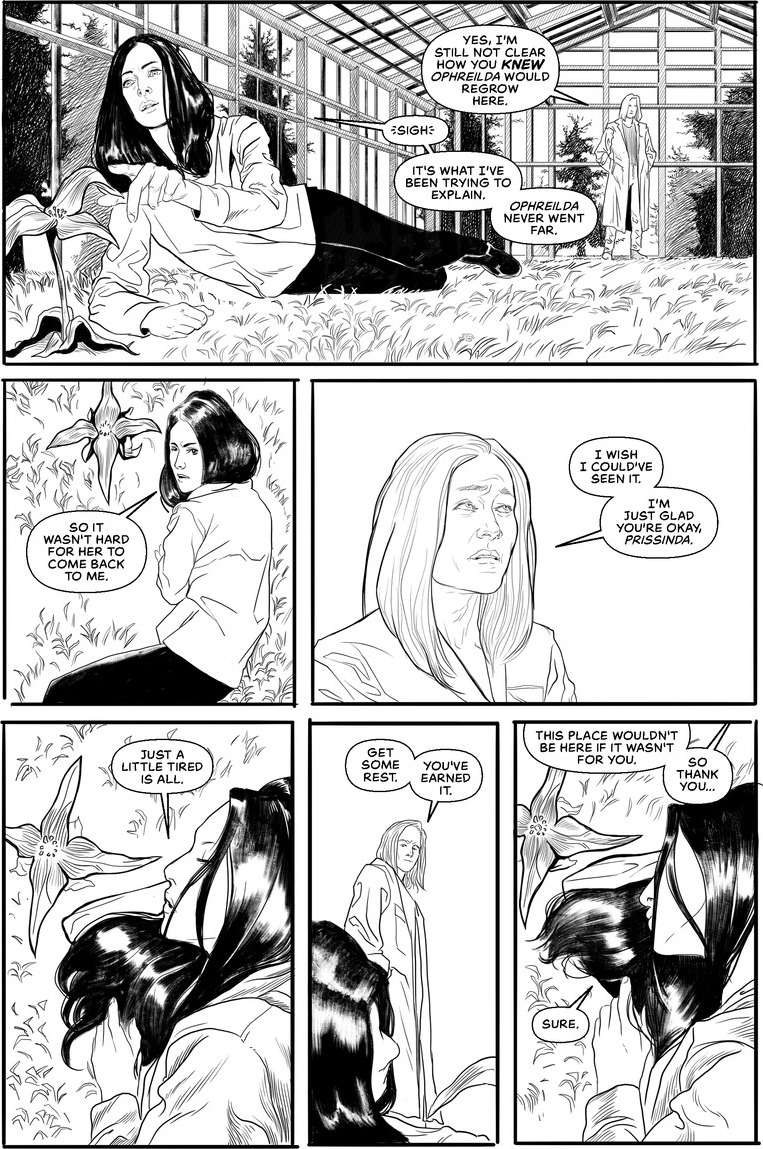 YES, I'M
STILL NOT CLEAR
HOW YOU KNEW
OPHREILDA WOULD
REGROW
HERE.
SIGH
IT'S WHAT I'VE
BEEN TRYING TO
EXPLAIN.
OPHREILDA
NEVER WENT
FAR.
SO IT
WASN'T HARD
FOR HER TO
COME BACK
TO ME.
I WISH
I COULD'VE
SEEN IT.
I'M
JUST GLAD
YOU'RE OKAY,
PRISSINDA.
JUST A
LITTLE TIRED
IS ALL.
GET
SOME
REST.
YOU'VE
EARNED
IT.
THIS PLACE WOULDN'T
BE HERE IF IT WASN'T
FOR YOU.
SO
THANK
YOU...
SURE.